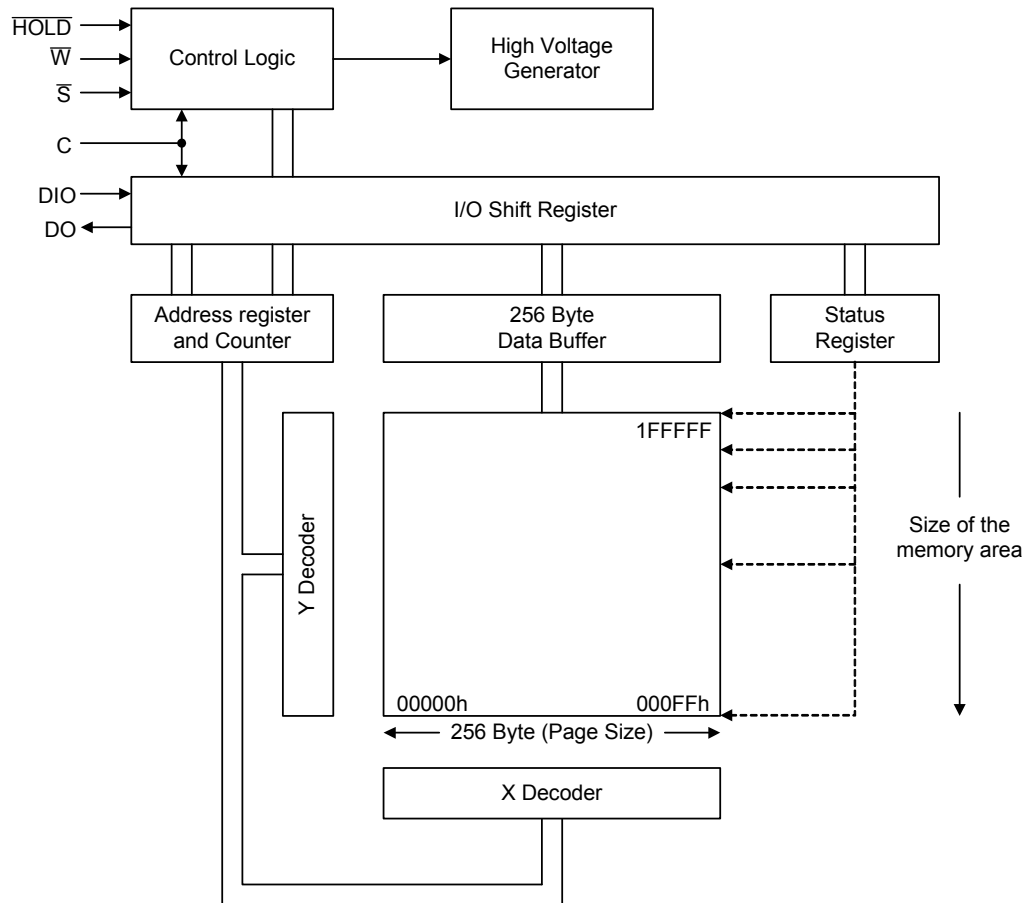 HOLD
W
S
C
DIO
DO
Control Logic
High Voltage
Generator
I/O Shift Register
Address register
and Counter
256 Byte
Data Buffer
Status
Register
1FFFFF
Y Decoder
Size of the
memory area
00000h
000FFh
256 Byte (Page Size)
X Decoder